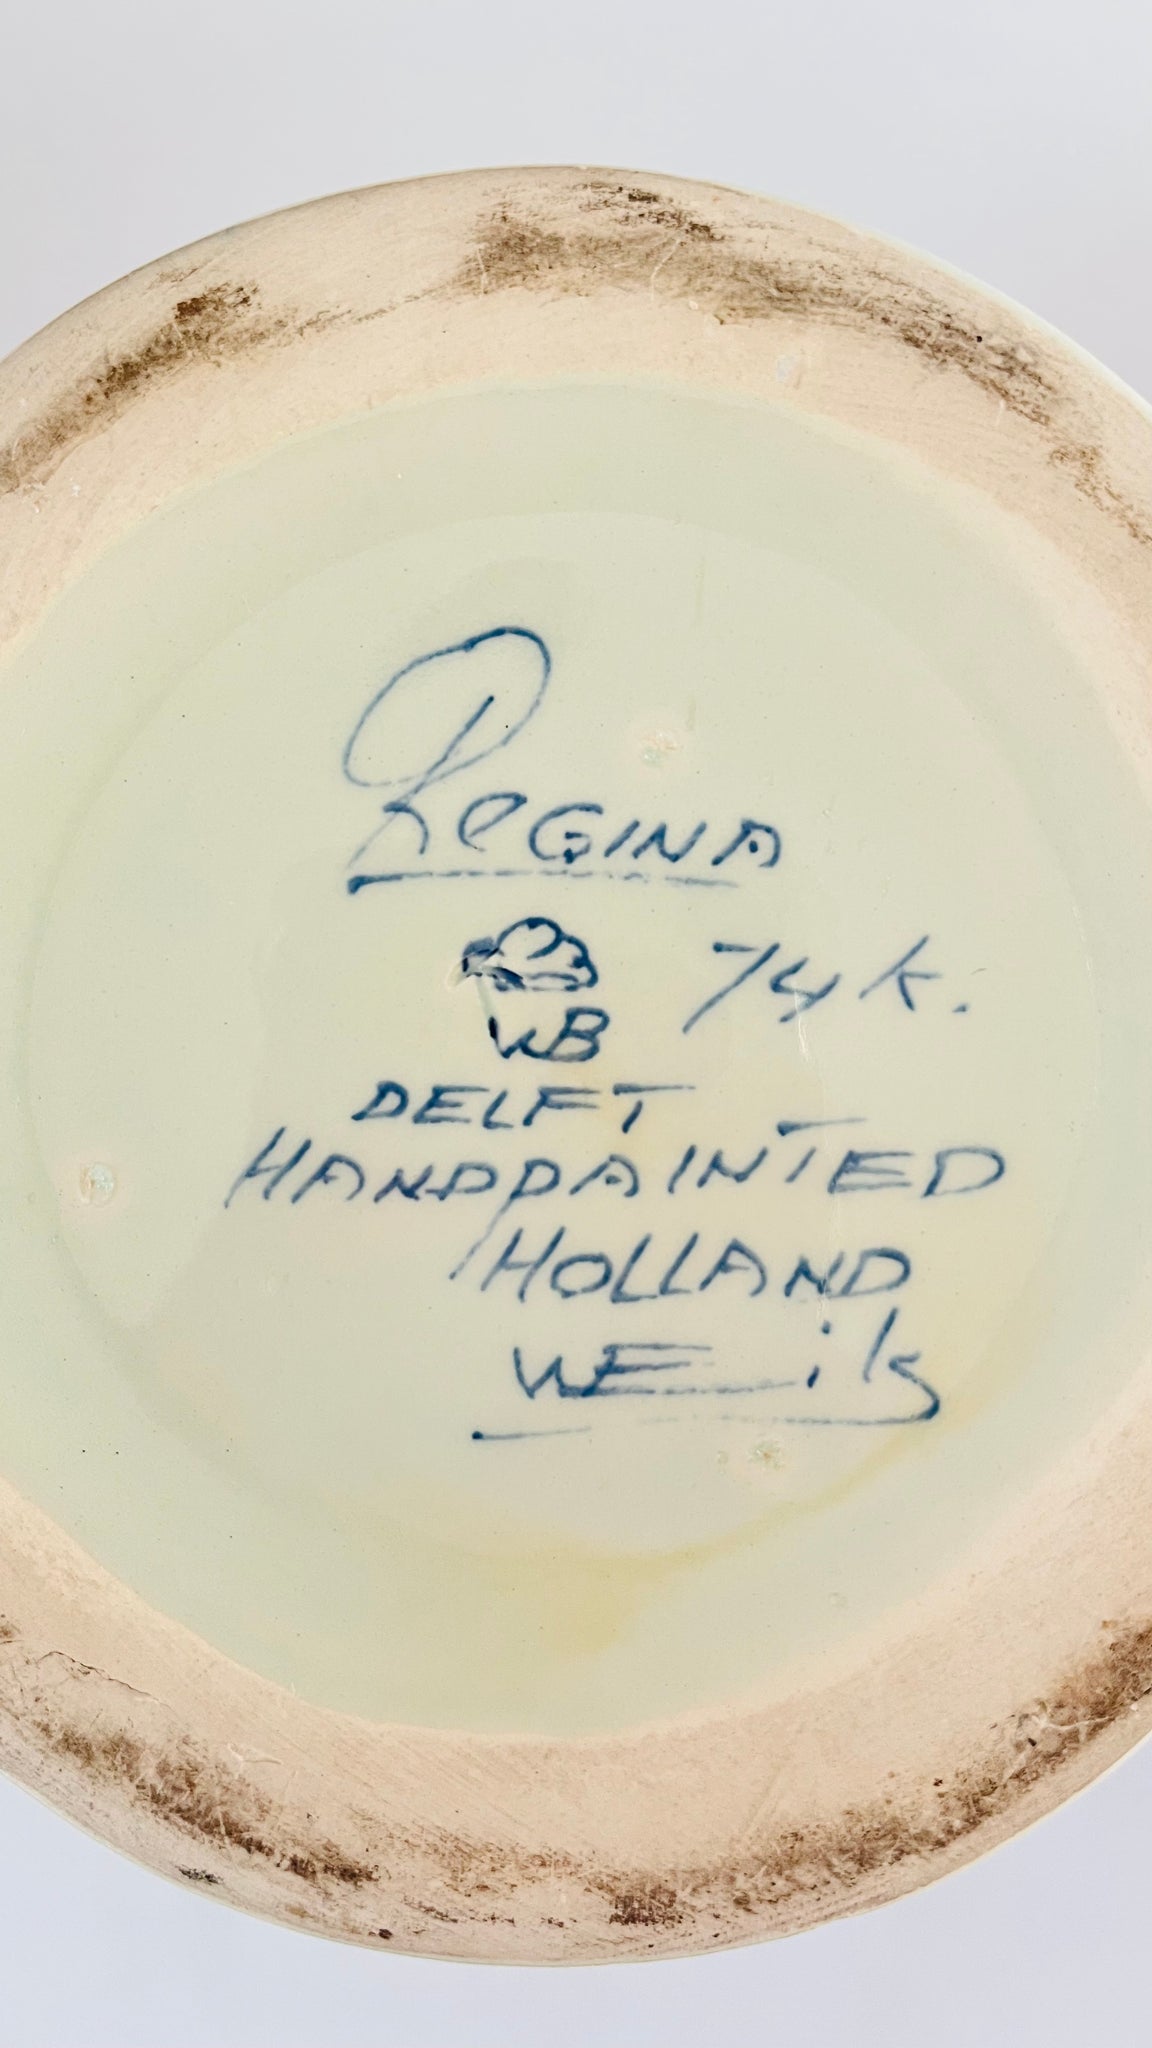 Regina
WB 74k.
DELFT
HANDPAINTED
HOLLAND